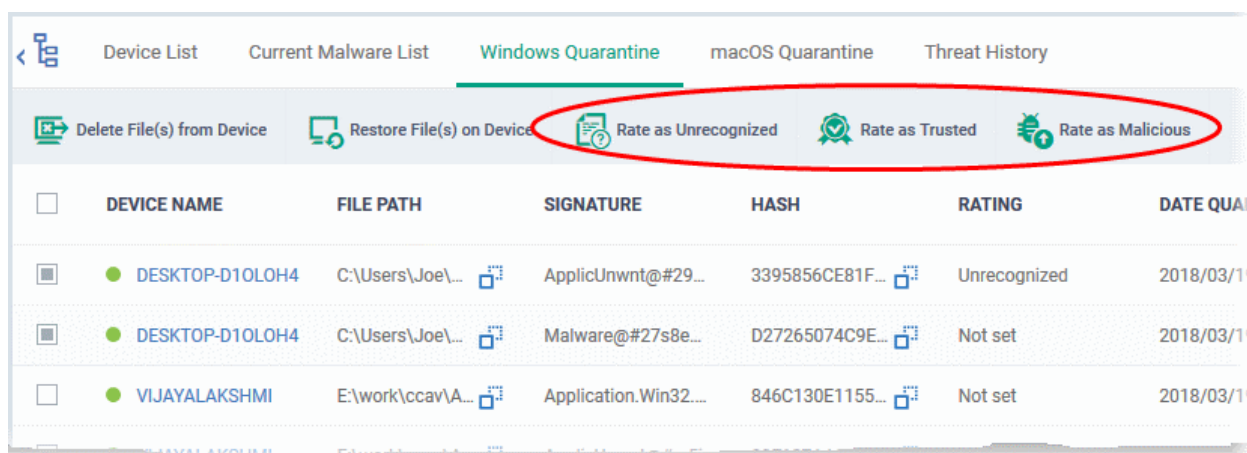 Device List Current Malware List Windows Quarantine macOS Quarantine Threat History
Delete File(s) from Device Restore File(s) on Device Rate as Unrecognized Rate as Trusted Rate as Malicious
DEVICE NAME FILE PATH SIGNATURE HASH RATING DATE QUA
DESKTOP-D1OLOH4 C:\Users\Joe\... ApplicUnwnt@#29... 3395856CE81F... Unrecognized 2018/03/1
DESKTOP-D1OLOH4 C:\Users\Joe\... Malware@#27s8e... D27265074C9E... Not set 2018/03/1
VIJAYALAKSHMI E:\work\ccav\A... Application.Win32.... 846C130E1155... Not set 2018/03/1